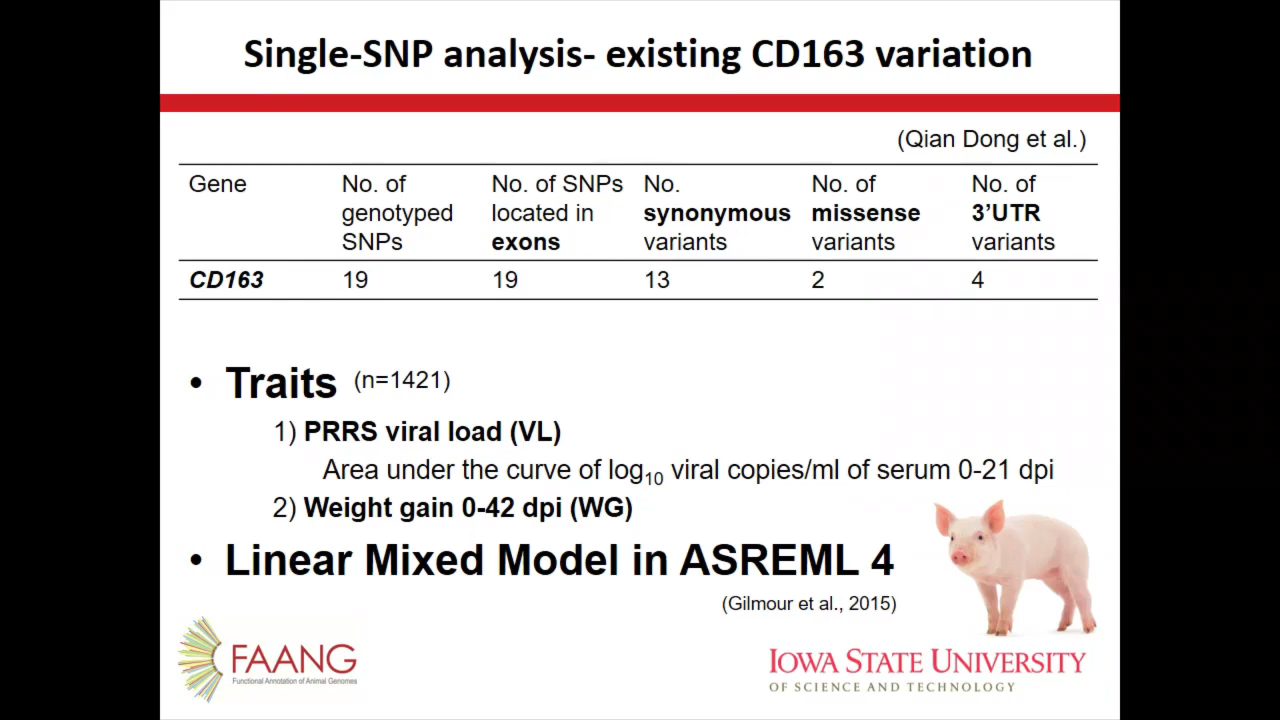 Single-SNP analysis- existing CD163 variation
(Qian Dong et al.)
Gene No. of genotyped SNPs No. of SNPs located in exons No. synonymous variants No. of missense variants No. of 3’UTR variants
CD163 19 19 13 2 4
• Traits (n=1421)
1) PRRS viral load (VL)
Area under the curve of log10 viral copies/ml of serum 0-21 dpi
2) Weight gain 0-42 dpi (WG)
• Linear Mixed Model in ASREML 4
(Gilmour et al., 2015)
FAANG
Functional Annotation of Animal Genomes
IOWA STATE UNIVERSITY
OF SCIENCE AND TECHNOLOGY